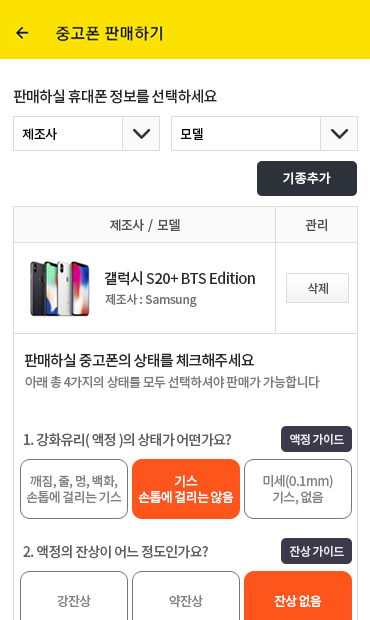 중고폰 판매하기
판매하실 휴대폰 정보를 선택하세요
제조사 모델
기종추가
제조사 / 모델 관리
갤럭시 S20+ BTS Edition
제조사 : Samsung
삭제
판매하실 중고폰의 상태를 체크해주세요
아래 총 4가지의 상태를 모두 선택하셔야 판매가 가능합니다
1. 강화유리( 액정 )의 상태가 어떤가요? 액정 가이드
깨짐, 줄, 멍, 백화,
손톱에 걸리는 기스
기스
손톱에 걸리는 않음
미세(0.1mm)
기스, 없음
2. 액정의 잔상이 어느 정도인가요? 잔상 가이드
강잔상 약잔상 잔상 없음